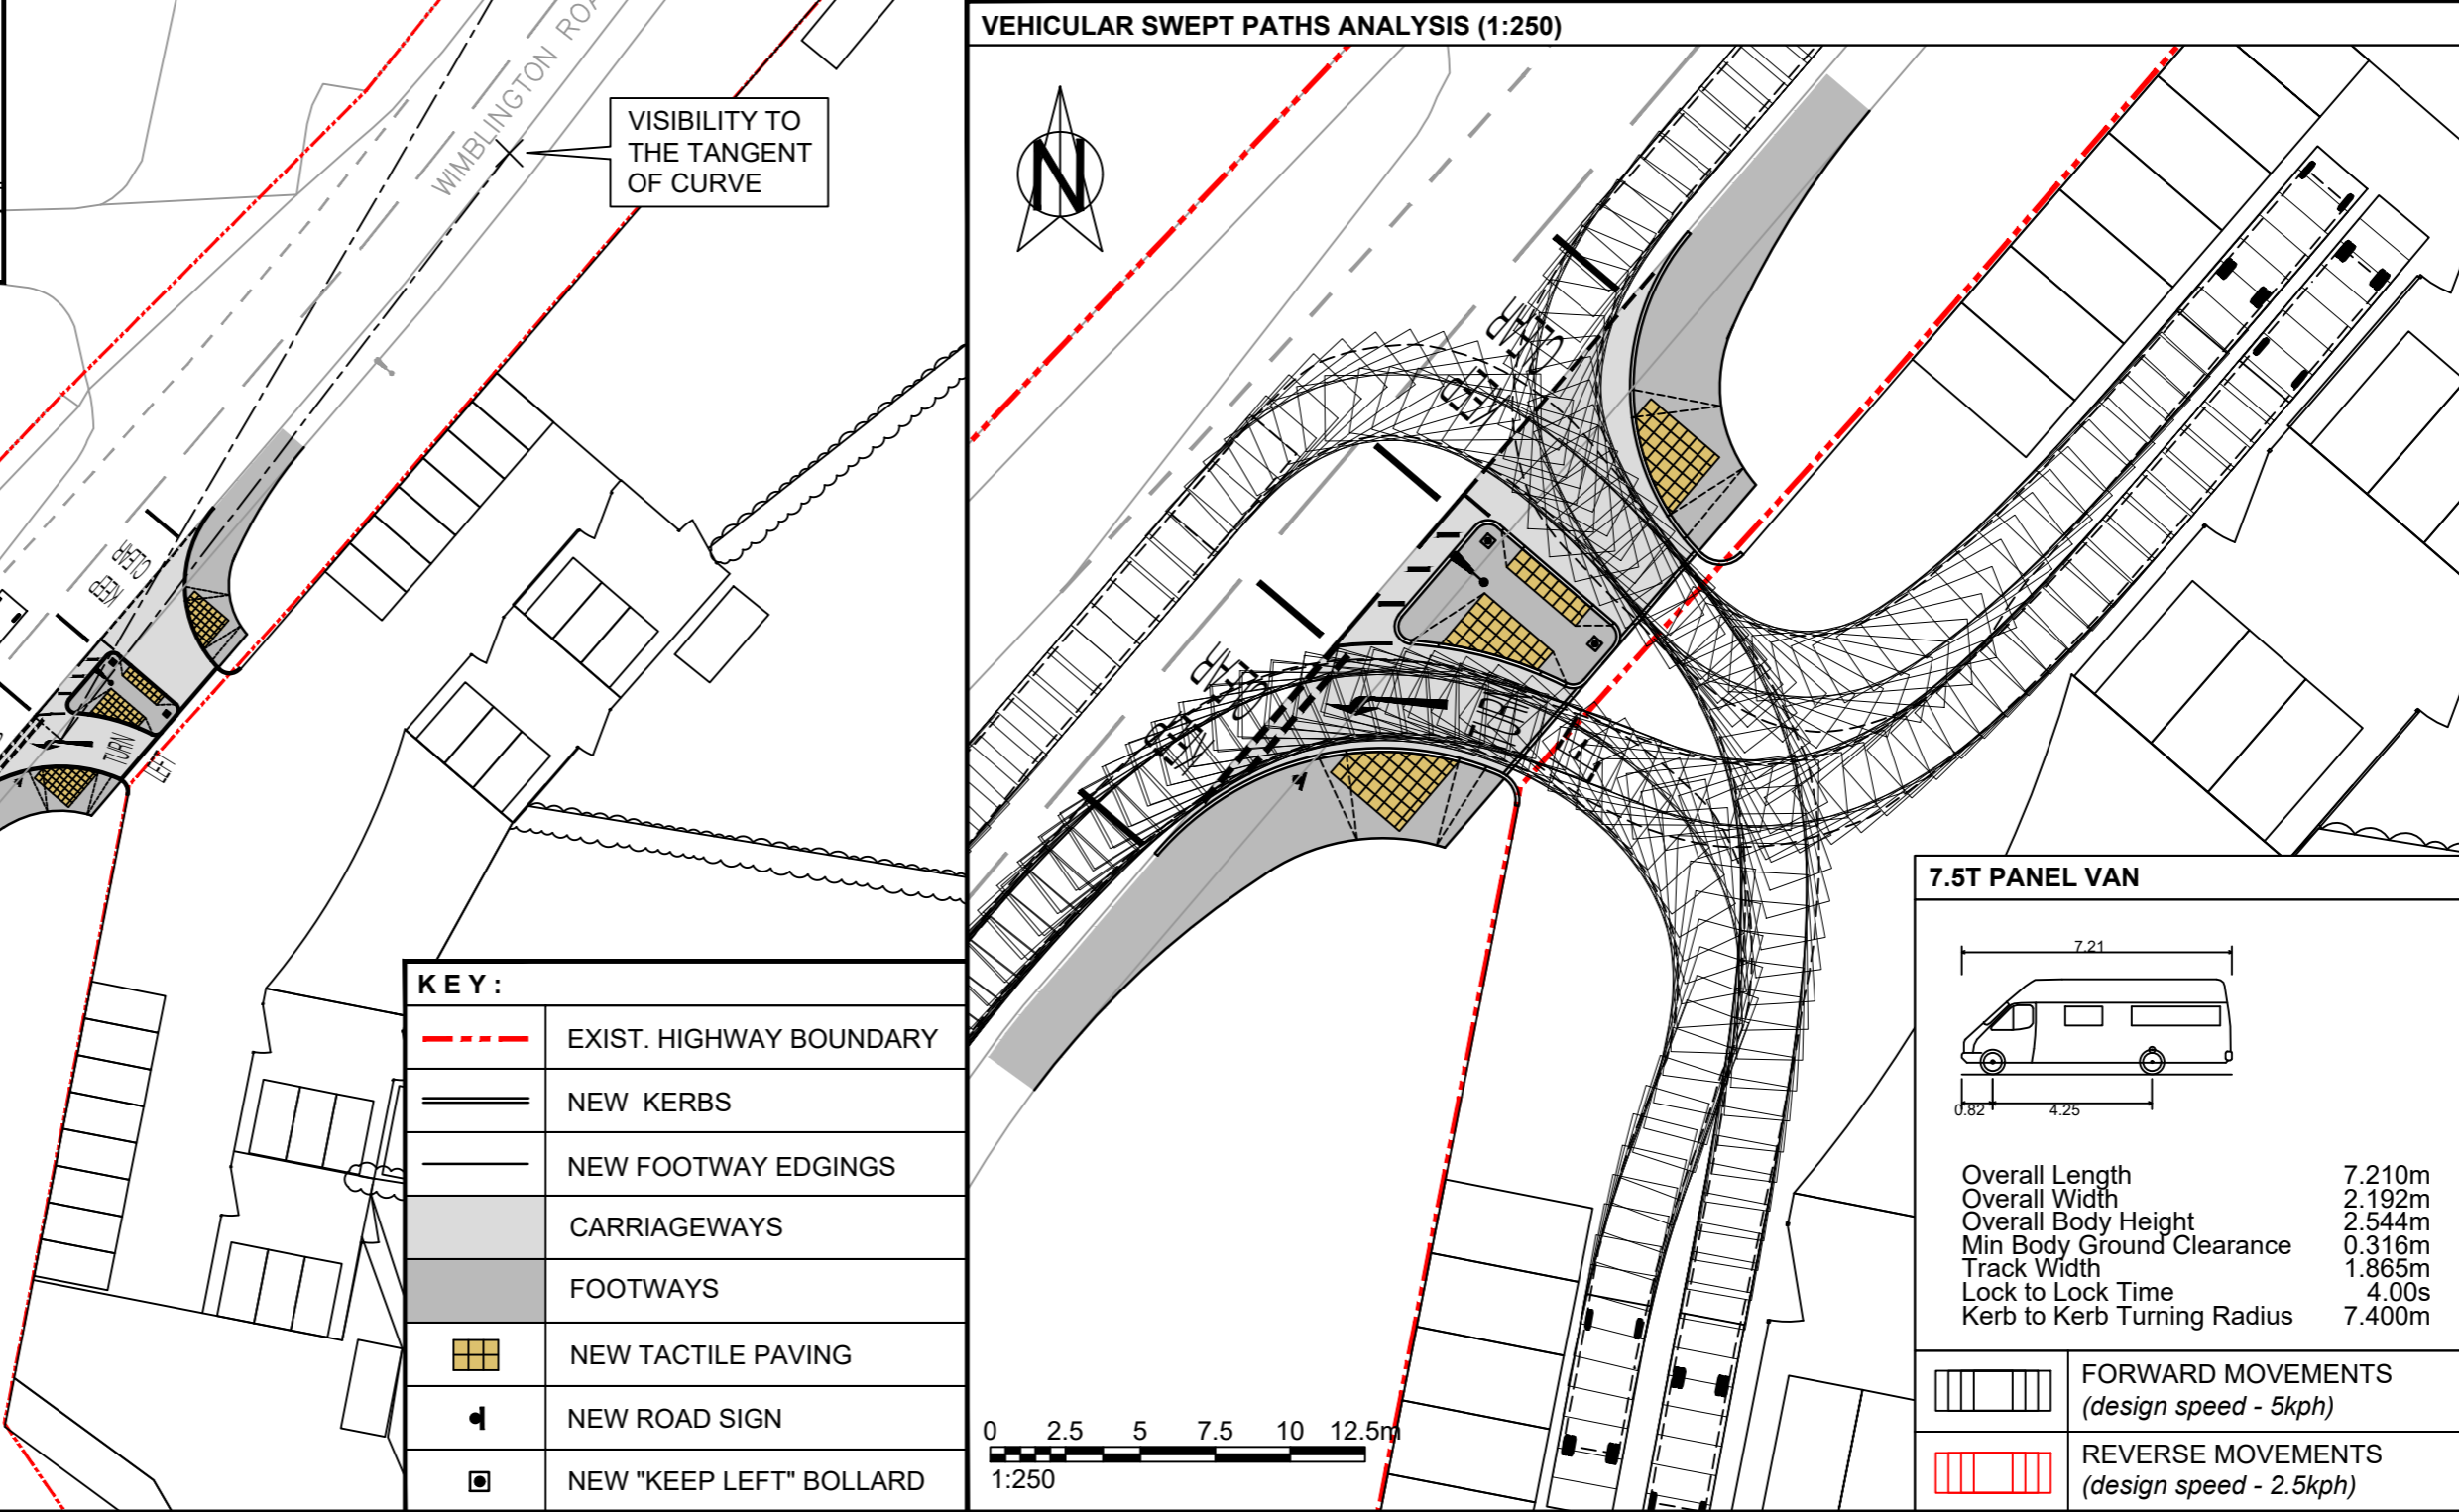 WIMBLINGTON ROA
VISIBILITY TO
THE TANGENT
OF CURVE
KEEP
CLEAR
TURN
LEFT
KEY:
EXIST. HIGHWAY BOUNDARY
NEW KERBS
NEW FOOTWAY EDGINGS
CARRIAGEWAYS
FOOTWAYS
NEW TACTILE PAVING
NEW ROAD SIGN
NEW "KEEP LEFT" BOLLARD
VEHICULAR SWEPT PATHS ANALYSIS (1:250)
N
0 2.5 5 7.5 10 12.5m
1:250
7.5T PANEL VAN
7.21
0.82 4.25
Overall Length 7.210m
Overall Width 2.192m
Overall Body Height 2.544m
Min Body Ground Clearance 0.316m
Track Width 1.865m
Lock to Lock Time 4.00s
Kerb to Kerb Turning Radius 7.400m
FORWARD MOVEMENTS
(design speed - 5kph)
REVERSE MOVEMENTS
(design speed - 2.5kph)